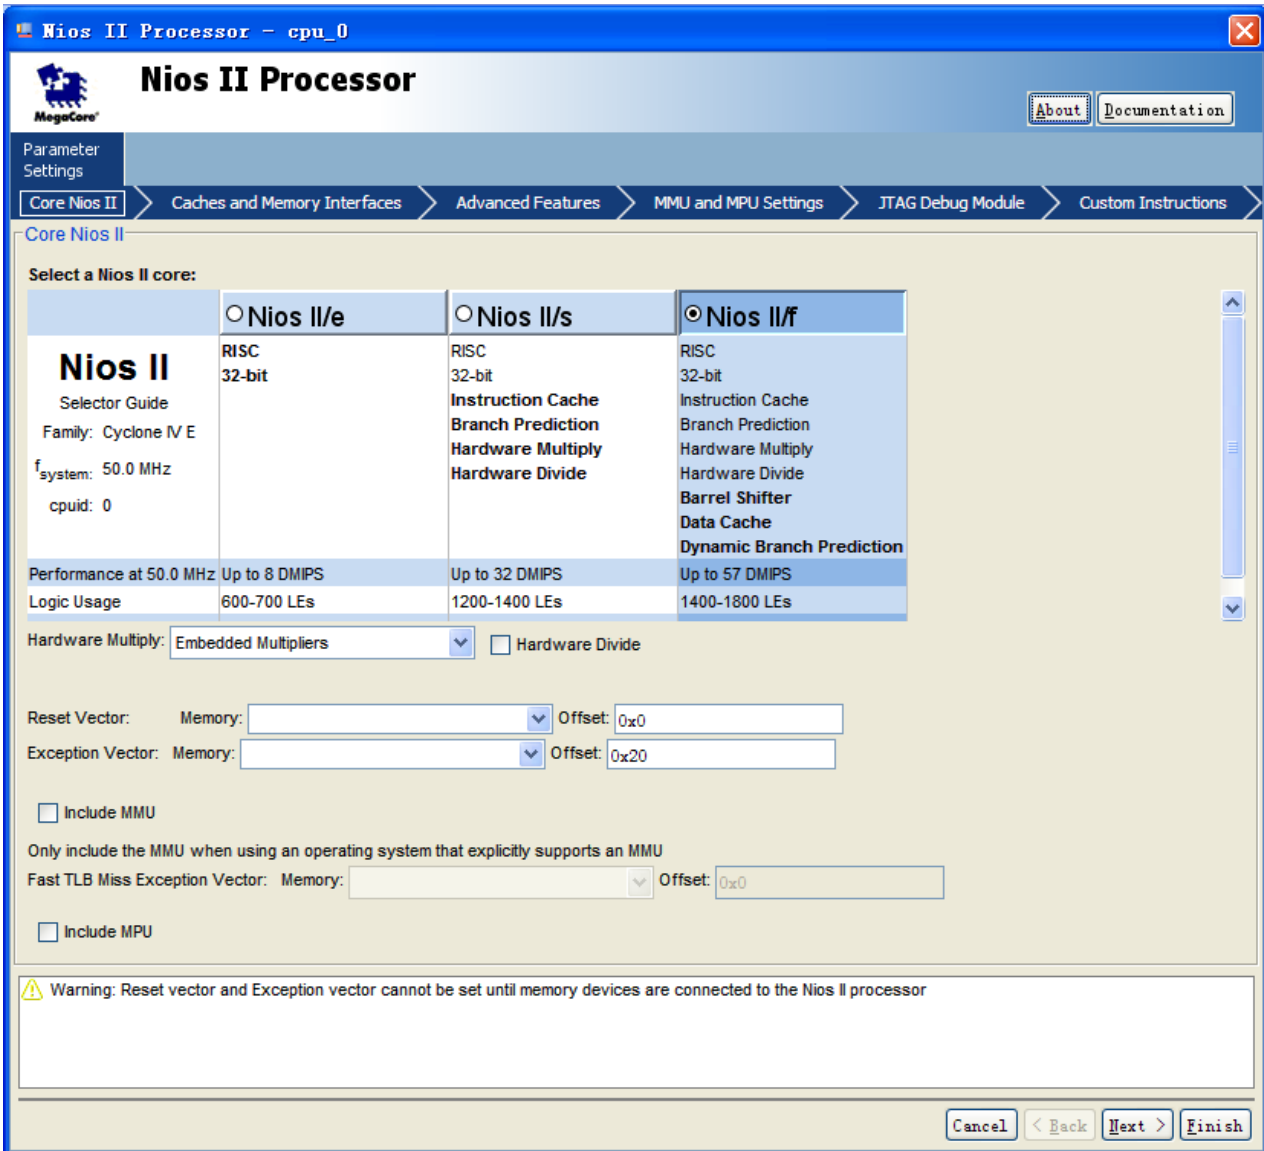 Nios II Processor - cpu_0
Nios II Processor
MegaCore®
About
Documentation
Parameter
Settings
Core Nios II
Caches and Memory Interfaces
Advanced Features
MMU and MPU Settings
JTAG Debug Module
Custom Instructions
Core Nios II
Select a Nios II core:
Nios II/e
Nios II/s
Nios II/f
Nios II
Selector Guide
Family: Cyclone IV E
fsystem: 50.0 MHz
cpuid: 0
RISC
32-bit
RISC
32-bit
Instruction Cache
Branch Prediction
Hardware Multiply
Hardware Divide
RISC
32-bit
Instruction Cache
Branch Prediction
Hardware Multiply
Hardware Divide
Barrel Shifter
Data Cache
Dynamic Branch Prediction
Performance at 50.0 MHz Up to 8 DMIPS Up to 32 DMIPS Up to 57 DMIPS
Logic Usage 600-700 LEs 1200-1400 LEs 1400-1800 LEs
Hardware Multiply: Embedded Multipliers Hardware Divide
Reset Vector: Memory: Offset: 0x0
Exception Vector: Memory: Offset: 0x20
Include MMU
Only include the MMU when using an operating system that explicitly supports an MMU
Fast TLB Miss Exception Vector: Memory: Offset: 0x0
Include MPU
Warning: Reset vector and Exception vector cannot be set until memory devices are connected to the Nios II processor
Cancel < Back Next > Finish